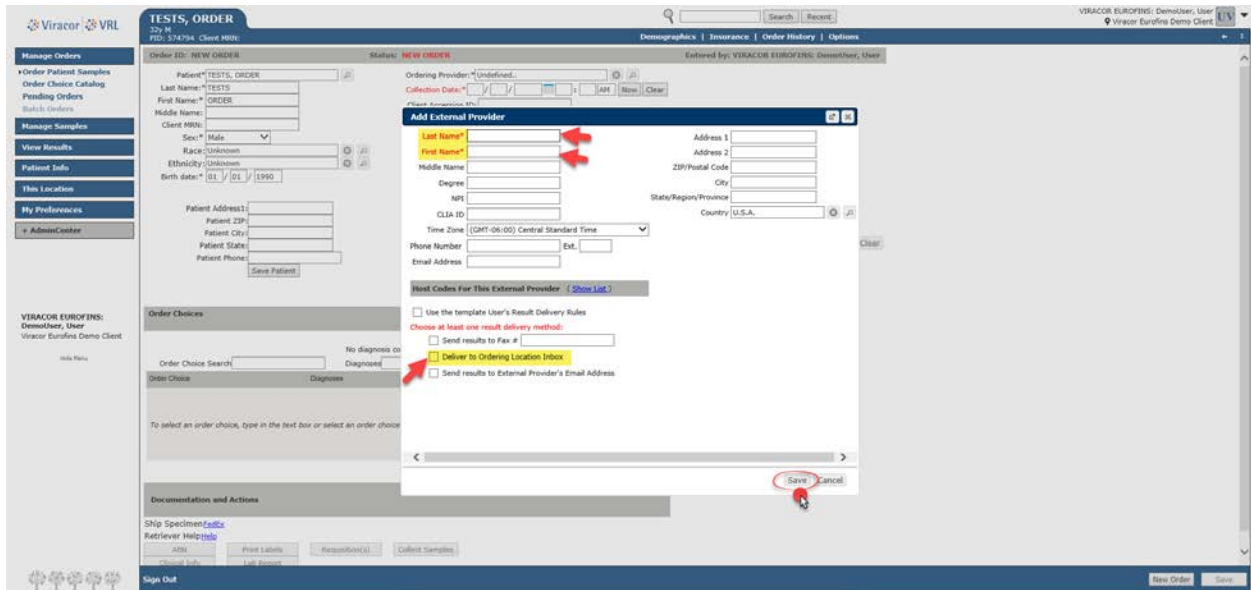 Viracor VRL
TESTS, ORDER
32y M
PID: 574794 Client MRN:
Search Recent
VIRACOR EUROFINS: DemoUser, User
Viracor Eurofins Demo Client
UV
Demographics | Insurance | Order History | Options
Manage Orders
Order Patient Samples
Order Choice Catalog
Pending Orders
Batch Orders
Manage Samples
View Results
Patient Info
This Location
My Preferences
+ AdminCenter
VIRACOR EUROFINS:
DemoUser, User
Viracor Eurofins Demo Client
Hide Menu
Order ID: NEW ORDER Status: NEW ORDER Entered by: VIRACOR EUROFINS: DemoUser, User
Patient* TESTS, ORDER
Last Name:* TESTS
First Name:* ORDER
Middle Name:
Client MRN:
Sex:* Male
Race: Unknown
Ethnicity: Unknown
Birth date:* 01 / 01 / 1990
Patient Address1:
Patient ZIP:
Patient City:
Patient State:
Patient Phone:
Save Patient
Ordering Provider:* Undefined..
Collection Date:* / / : AM Now Clear
Client Accession ID:
Clear
Add External Provider
Last Name*
First Name*
Middle Name
Degree
NPI
CLIA ID
Time Zone (GMT-06:00) Central Standard Time
Phone Number Ext.
Email Address
Address 1
Address 2
ZIP/Postal Code
City
State/Region/Province
Country U.S.A.
Host Codes For This External Provider ( Show List )
Use the template User's Result Delivery Rules
Choose at least one result delivery method:
Send results to Fax #
Deliver to Ordering Location Inbox
Send results to External Provider's Email Address
Save Cancel
Order Choices
No diagnosis co
Order Choice Search Diagnoses
Order Choice Diagnoses
To select an order choice, type in the text box or select an order choice
Documentation and Actions
Ship Specimen FedEx
Retriever Help Help
ABN Print Labels Requisition(s) Collect Samples
Clinical Info Lab Report
Sign Out
New Order Save